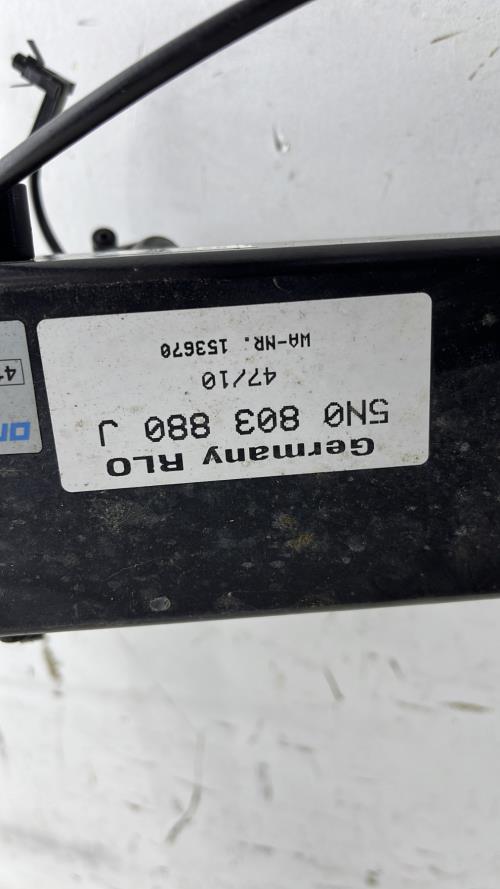 Germany RLO
5N0 803 880 J
47/10
WA-NR. 153670